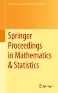 Springer
Proceedings in
Mathematics
& Statistics